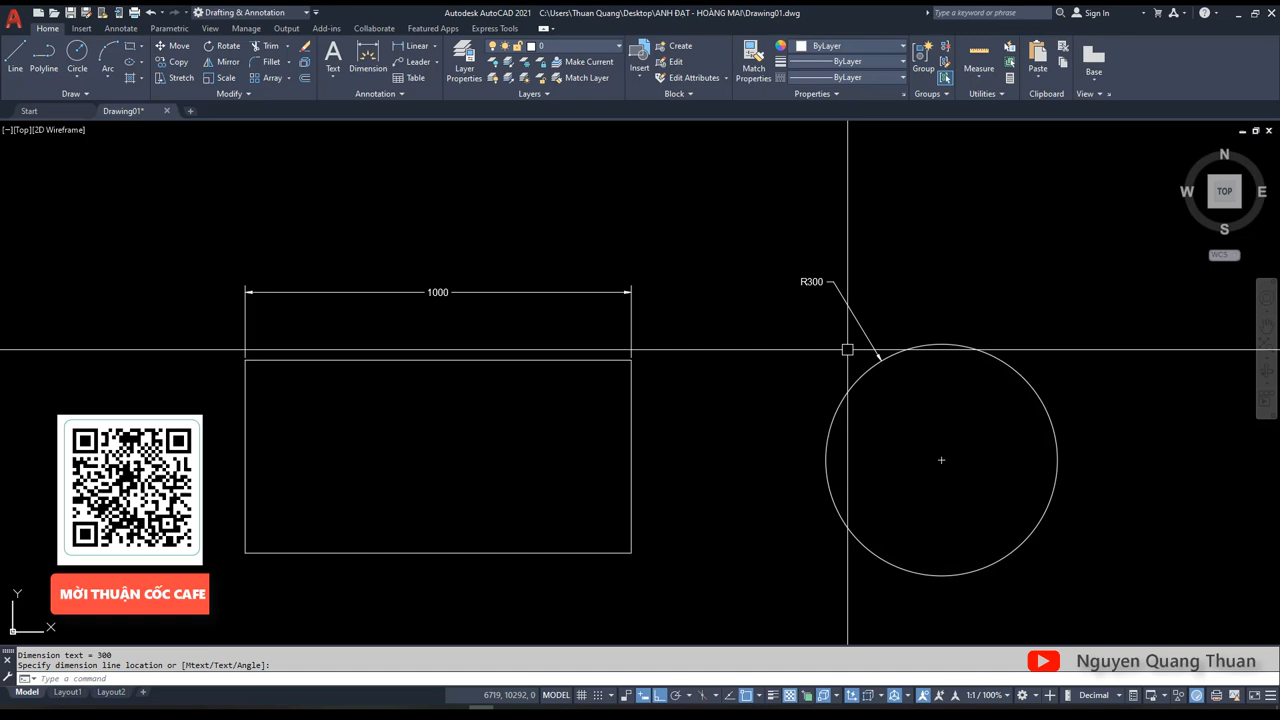 Drafting & Annotation
Autodesk AutoCAD 2021 C:\Users\Thuan Quang\Desktop\ANH ĐẠT - HOÀNG MAI\Drawing01.dwg
Type a keyword or phrase
Sign In
Home Insert Annotate Parametric View Manage Output Add-ins Collaborate Featured Apps Express Tools
Line Polyline Circle Arc
Move Rotate Trim
Copy Mirror Fillet
Stretch Scale Array
Text Dimension
Linear
Leader
Table
Layer Properties
0
Make Current
Match Layer
Insert
Create
Edit
Edit Attributes
Match Properties
ByLayer
ByLayer
ByLayer
Group
Measure
Paste
Base
Draw Modify Annotation Layers Block Properties Groups Utilities Clipboard View
Start Drawing01*
[−][Top][2D Wireframe]
N
W TOP E
S
WCS
R300
1000
MỜI THUẬN CỐC CAFE
Y
X
Dimension text = 300
Specify dimension line location or [Mtext/Text/Angle]:
Type a command
Nguyen Quang Thuan
Model Layout1 Layout2
6719, 10292, 0 MODEL
1:1 / 100%
Decimal